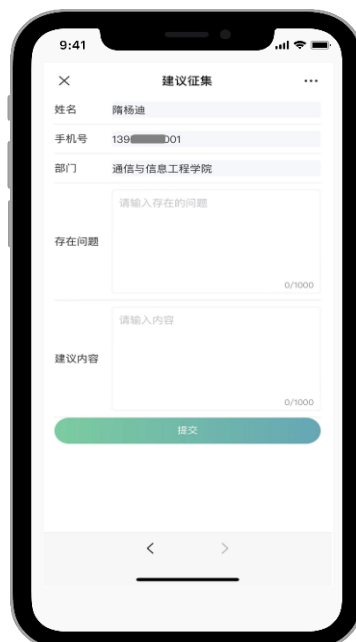 9:41
建议征集
姓名 隋杨迪
手机号 139 001
部门 通信与信息工程学院
请输入存在的问题
存在问题
0/1000
请输入内容
建议内容
0/1000
提交